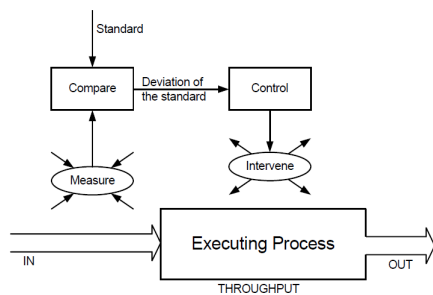 Standard
Compare
Deviation of
the standard
Control
Measure
Intervene
Executing Process
IN
OUT
THROUGHPUT